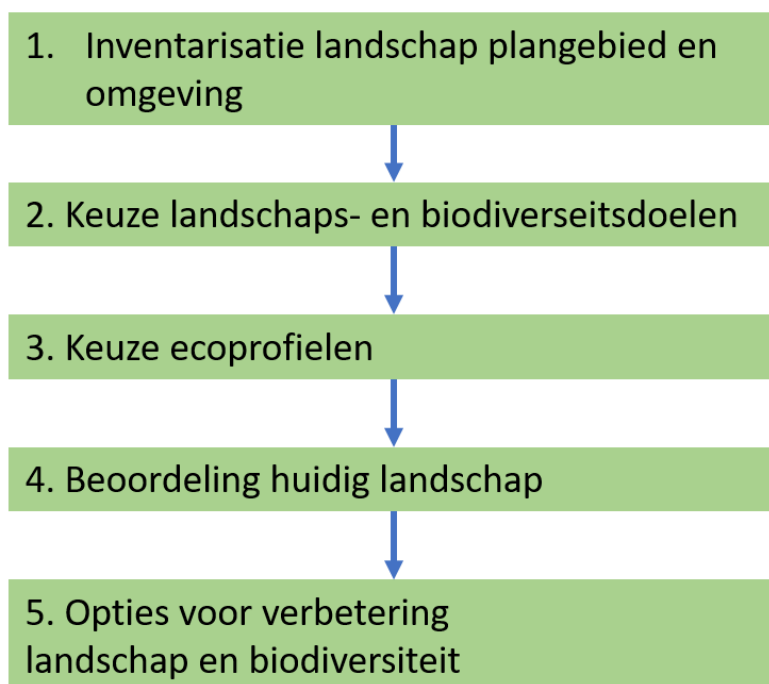 1. Inventarisatie landschap plangebied en
omgeving
2. Keuze landschaps- en biodiverseitsdoelen
3. Keuze ecoprofielen
4. Beoordeling huidig landschap
5. Opties voor verbetering
landschap en biodiversiteit